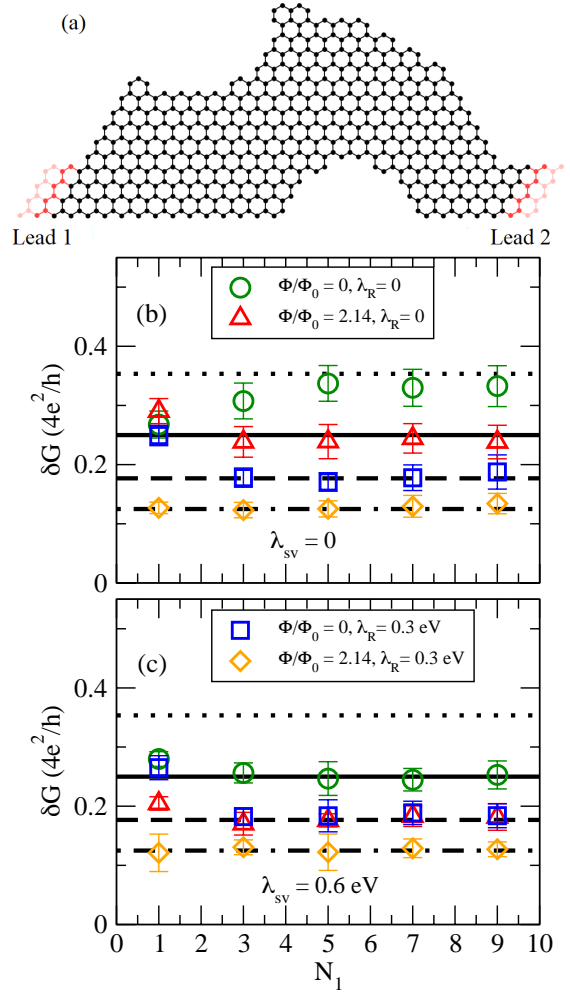 (a)
Lead 1
Lead 2
(b)
Φ/Φ₀ = 0, λ_R = 0
Φ/Φ₀ = 2.14, λ_R = 0
0.4
0.2
0
δG (4e²/h)
λ_sv = 0
(c)
Φ/Φ₀ = 0, λ_R = 0.3 eV
Φ/Φ₀ = 2.14, λ_R = 0.3 eV
0.4
0.2
0
δG (4e²/h)
λ_sv = 0.6 eV
0 1 2 3 4 5 6 7 8 9 10
N₁